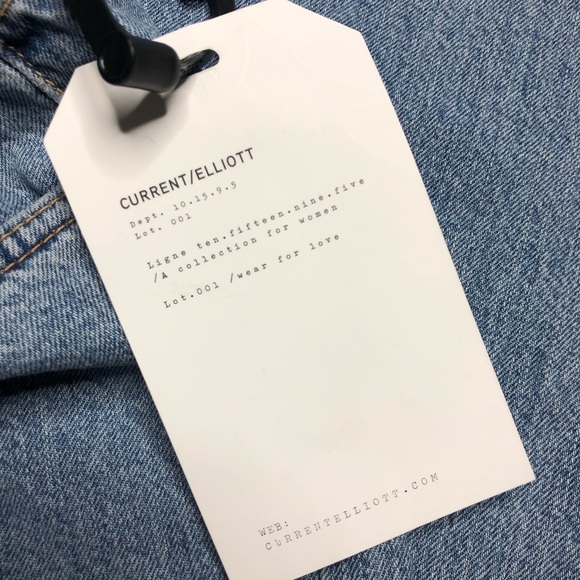 CURRENT/ELLIOTT
Dept. 10.15.9.5
Lot. 001
Ligne ten.fifteen.nine.five
/A collection for women
Lot.001 /wear for love
WEB:
CURRENTELLIOTT.COM